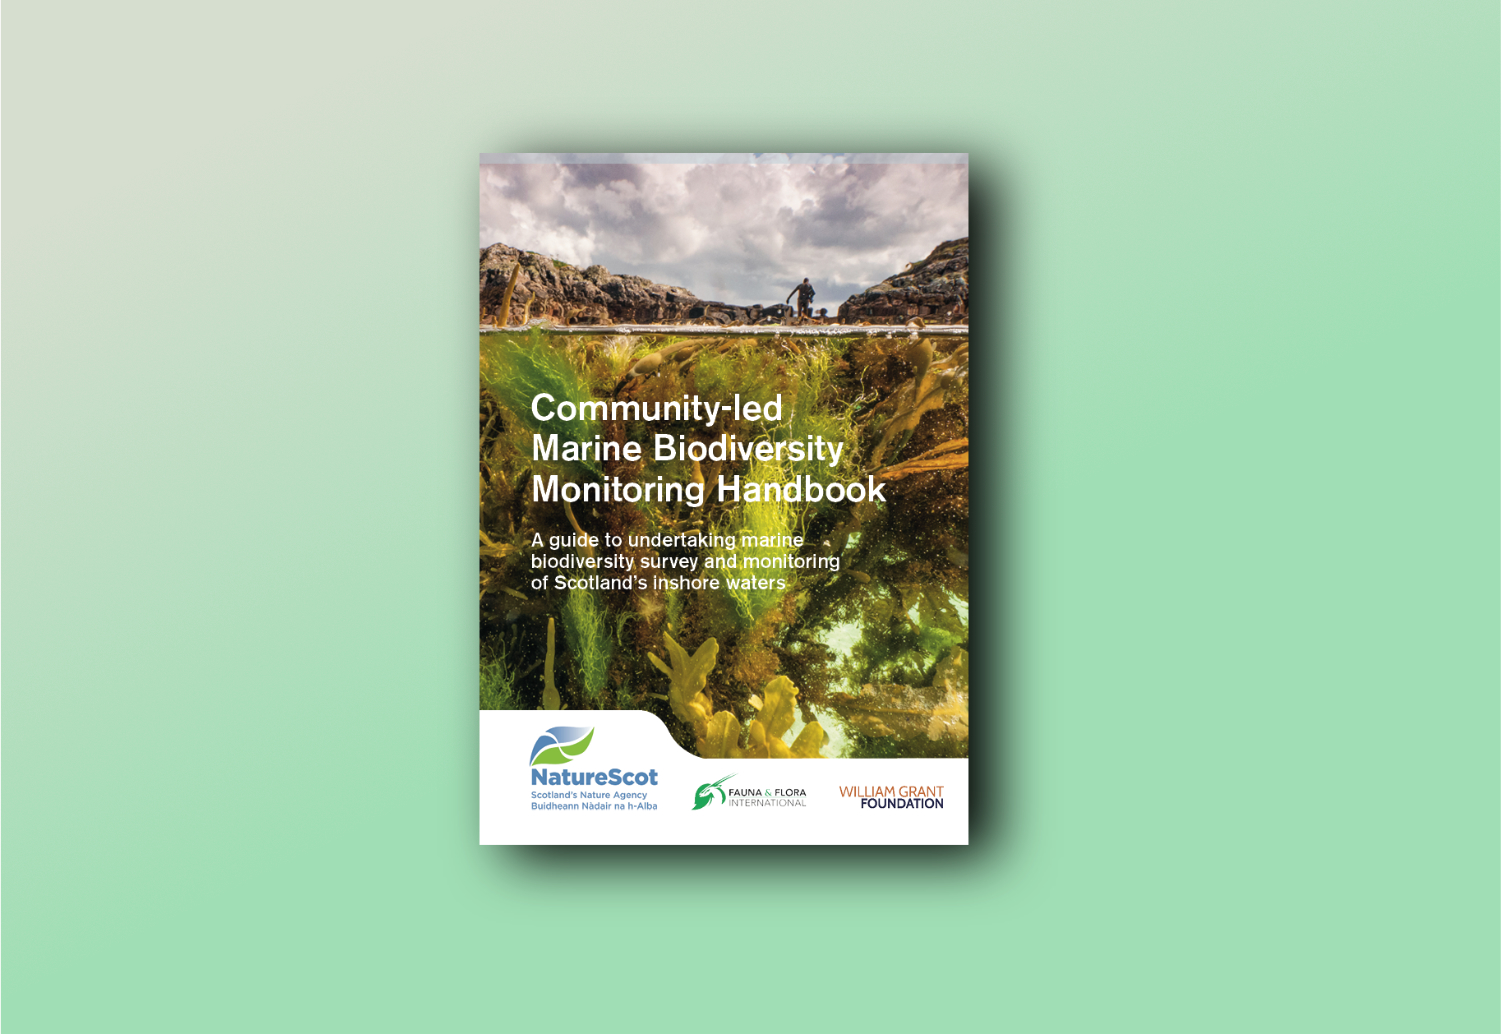 Community-led
Marine Biodiversity
Monitoring Handbook
A guide to undertaking marine
biodiversity survey and monitoring
of Scotland's inshore waters
NatureScot
Scotland's Nature Agency
Buidheann Nàdair na h-Alba
FAUNA & FLORA
INTERNATIONAL
WILLIAM GRANT
FOUNDATION